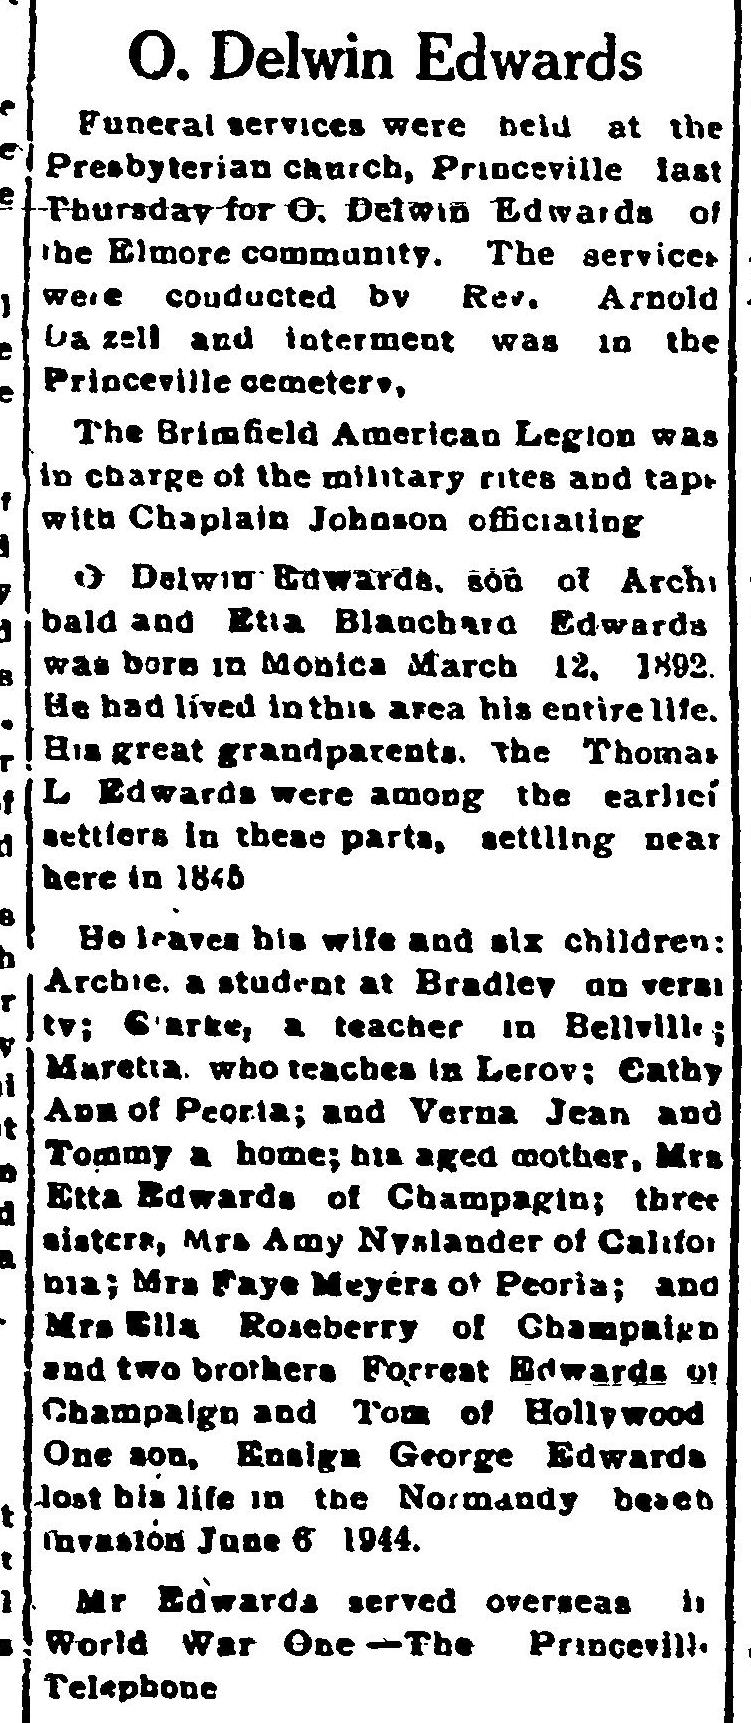 O. Delwin Edwards
Funeral services were held at the
Presbyterian church, Princeville last
Thursday for O. Delwin Edwards of
the Elmore community. The services
were conducted by Rev. Arnold
and interment was in the
Princeville cemetery,
The Brimfield American Legion was
in charge of the military rites and taps
with Chaplain Johnson officiating
O Delwin Edwards, son of Archi
bald and Etta Blanchard Edwards
was born in Monica March 12, 1892.
He had lived in this area his entire life.
His great grandparents, the Thomas
L Edwards were among the earlier
settlers in these parts, settling near
here in 1845
He leaves his wife and six children:
Archie, a student at Bradley
ty; Clarke, a teacher in Bellville;
Maretta, who teaches in Leroy; Cathy
Ann of Peoria; and Verna Jean and
Tommy a home; his aged mother, Mrs
Etta Edwards of Champagin; three
sisters, Mrs Amy Nyslander of Califor
nia; Mrs Faye Meyers of Peoria; and
Mrs Ella Roseberry of Champaign
and two brothers Forrest Edwards of
Champaign and Tom of Hollywood
One son, Ensign George Edwards
lost his life in the Normandy beach
invasion June 6 1944.
Mr Edwards served overseas in
World War One—The Princeville
Telephone